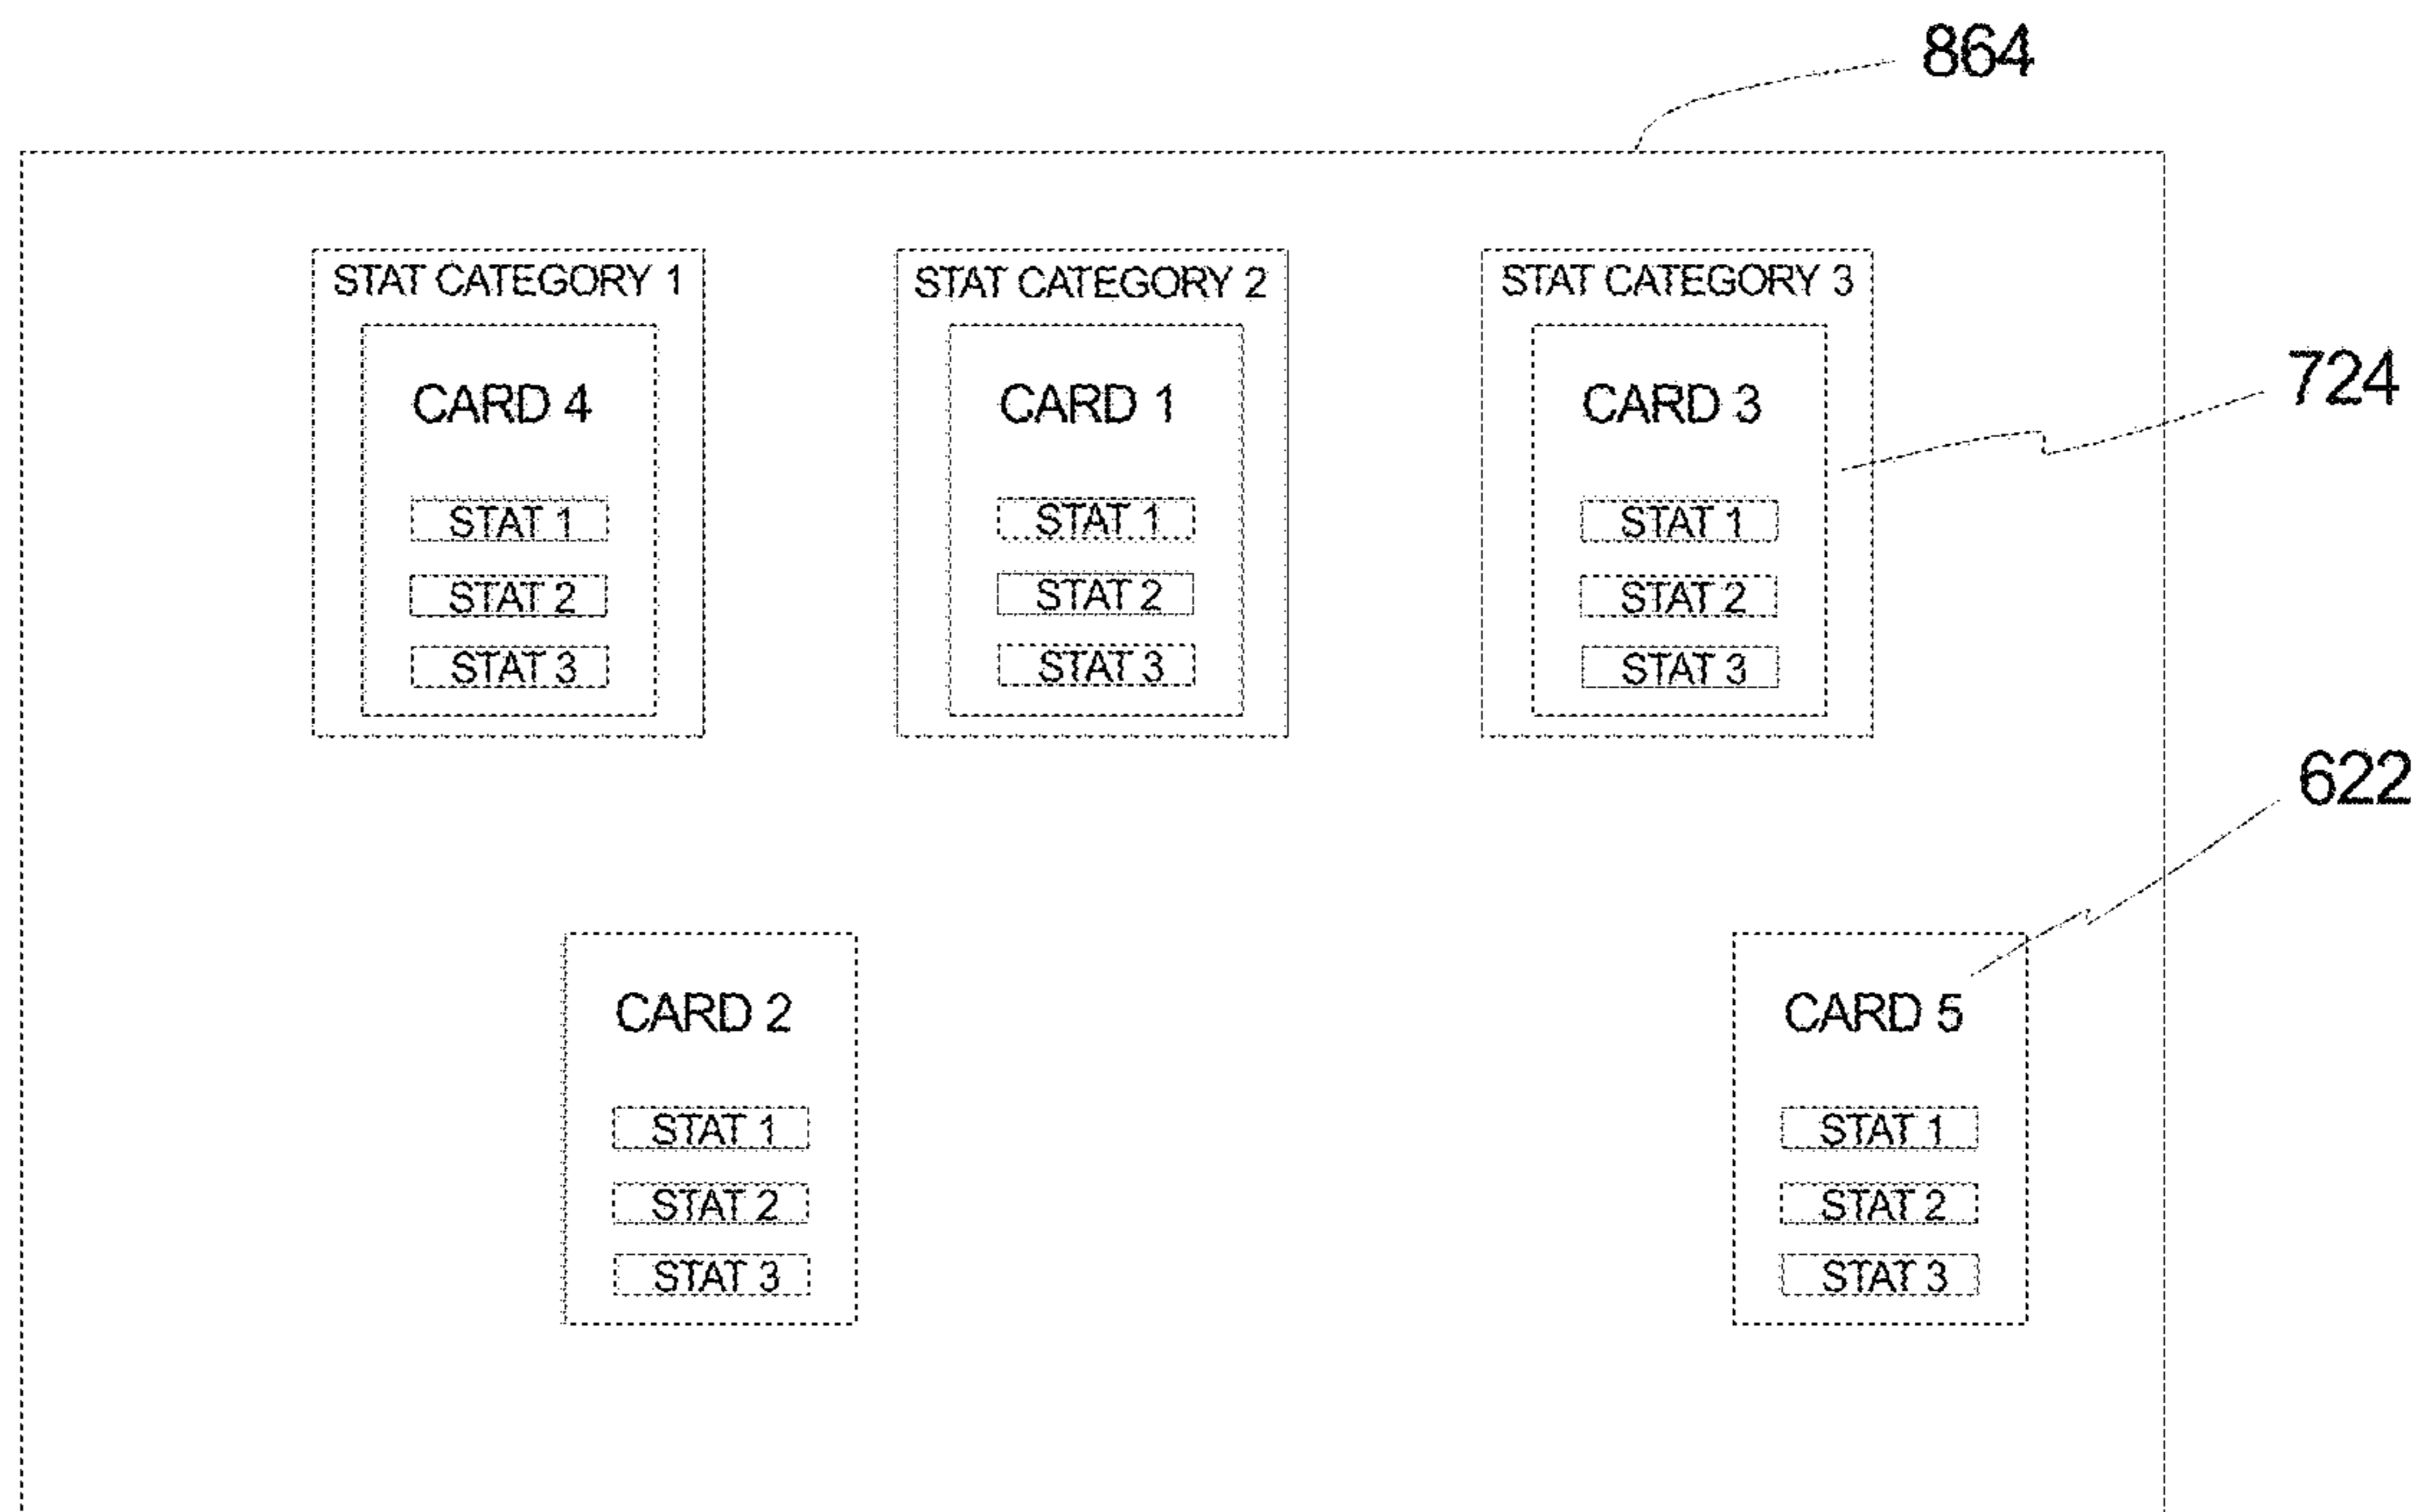 864
STAT CATEGORY 1 STAT CATEGORY 2 STAT CATEGORY 3
724
CARD 4 CARD 1 CARD 3
STAT 1 STAT 1 STAT 1
STAT 2 STAT 2 STAT 2
STAT 3 STAT 3 STAT 3
622
CARD 2 CARD 5
STAT 1 STAT 1
STAT 2 STAT 2
STAT 3 STAT 3